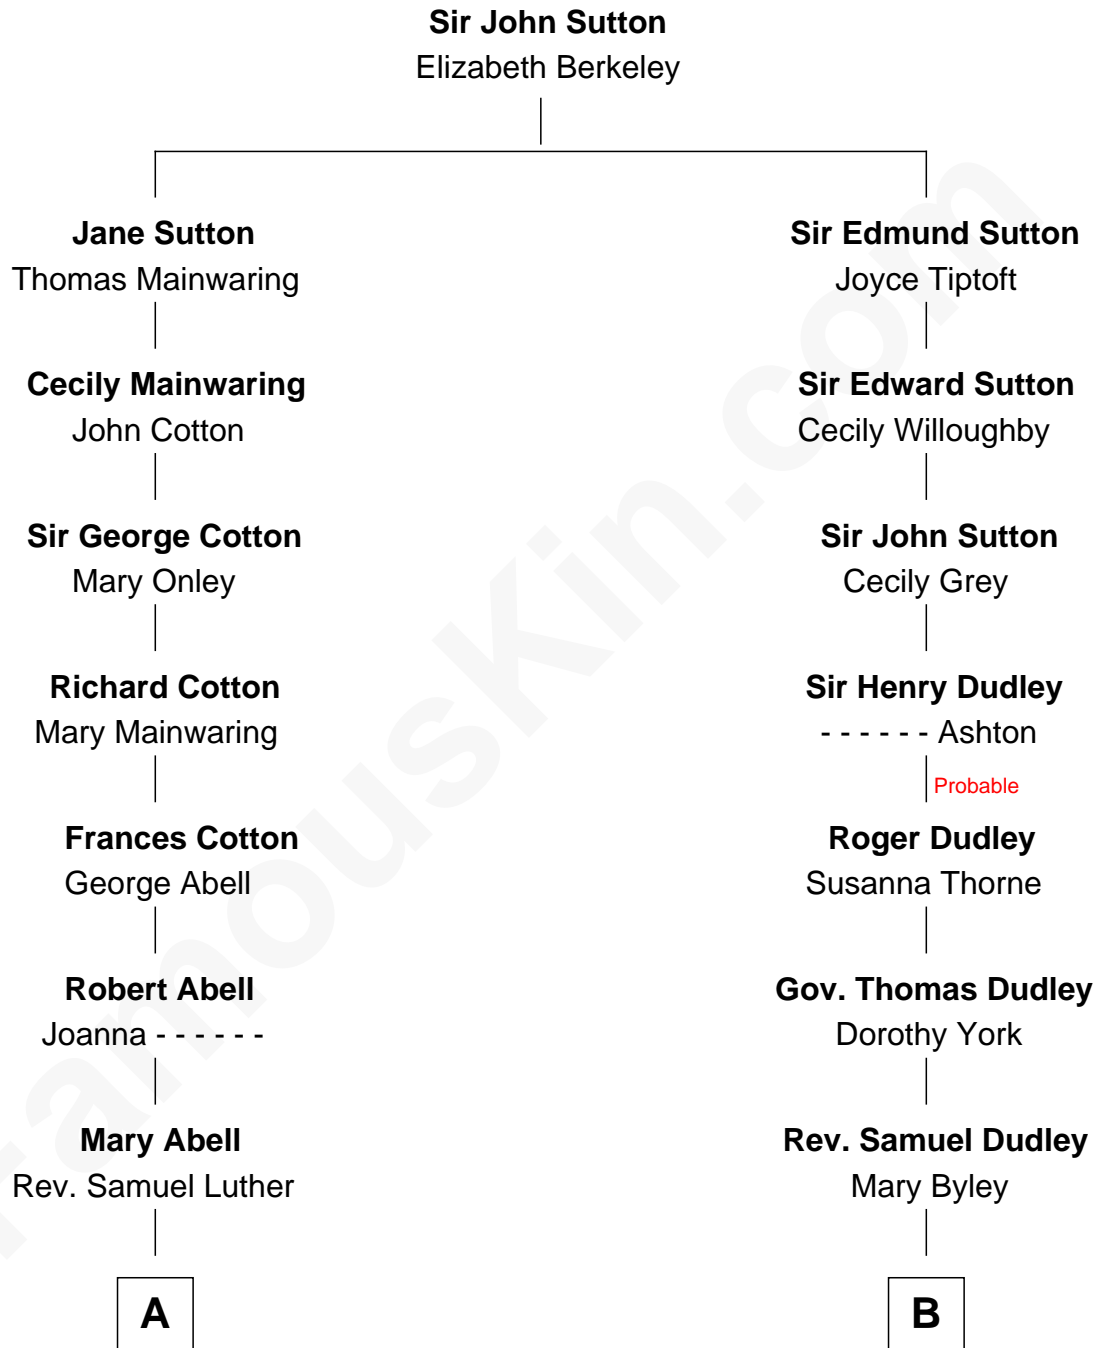 Sir John Sutton
Elizabeth Berkeley
Jane Sutton
Thomas Mainwaring
Sir Edmund Sutton
Joyce Tiptoft
Cecily Mainwaring
John Cotton
Sir Edward Sutton
Cecily Willoughby
Sir George Cotton
Mary Onley
Sir John Sutton
Cecily Grey
Richard Cotton
Mary Mainwaring
Sir Henry Dudley
- - - - - - Ashton
Probable
Frances Cotton
George Abell
Roger Dudley
Susanna Thorne
Robert Abell
Joanna - - - - - -
Gov. Thomas Dudley
Dorothy York
Mary Abell
Rev. Samuel Luther
Rev. Samuel Dudley
Mary Byley
A
B
FamousKin.com